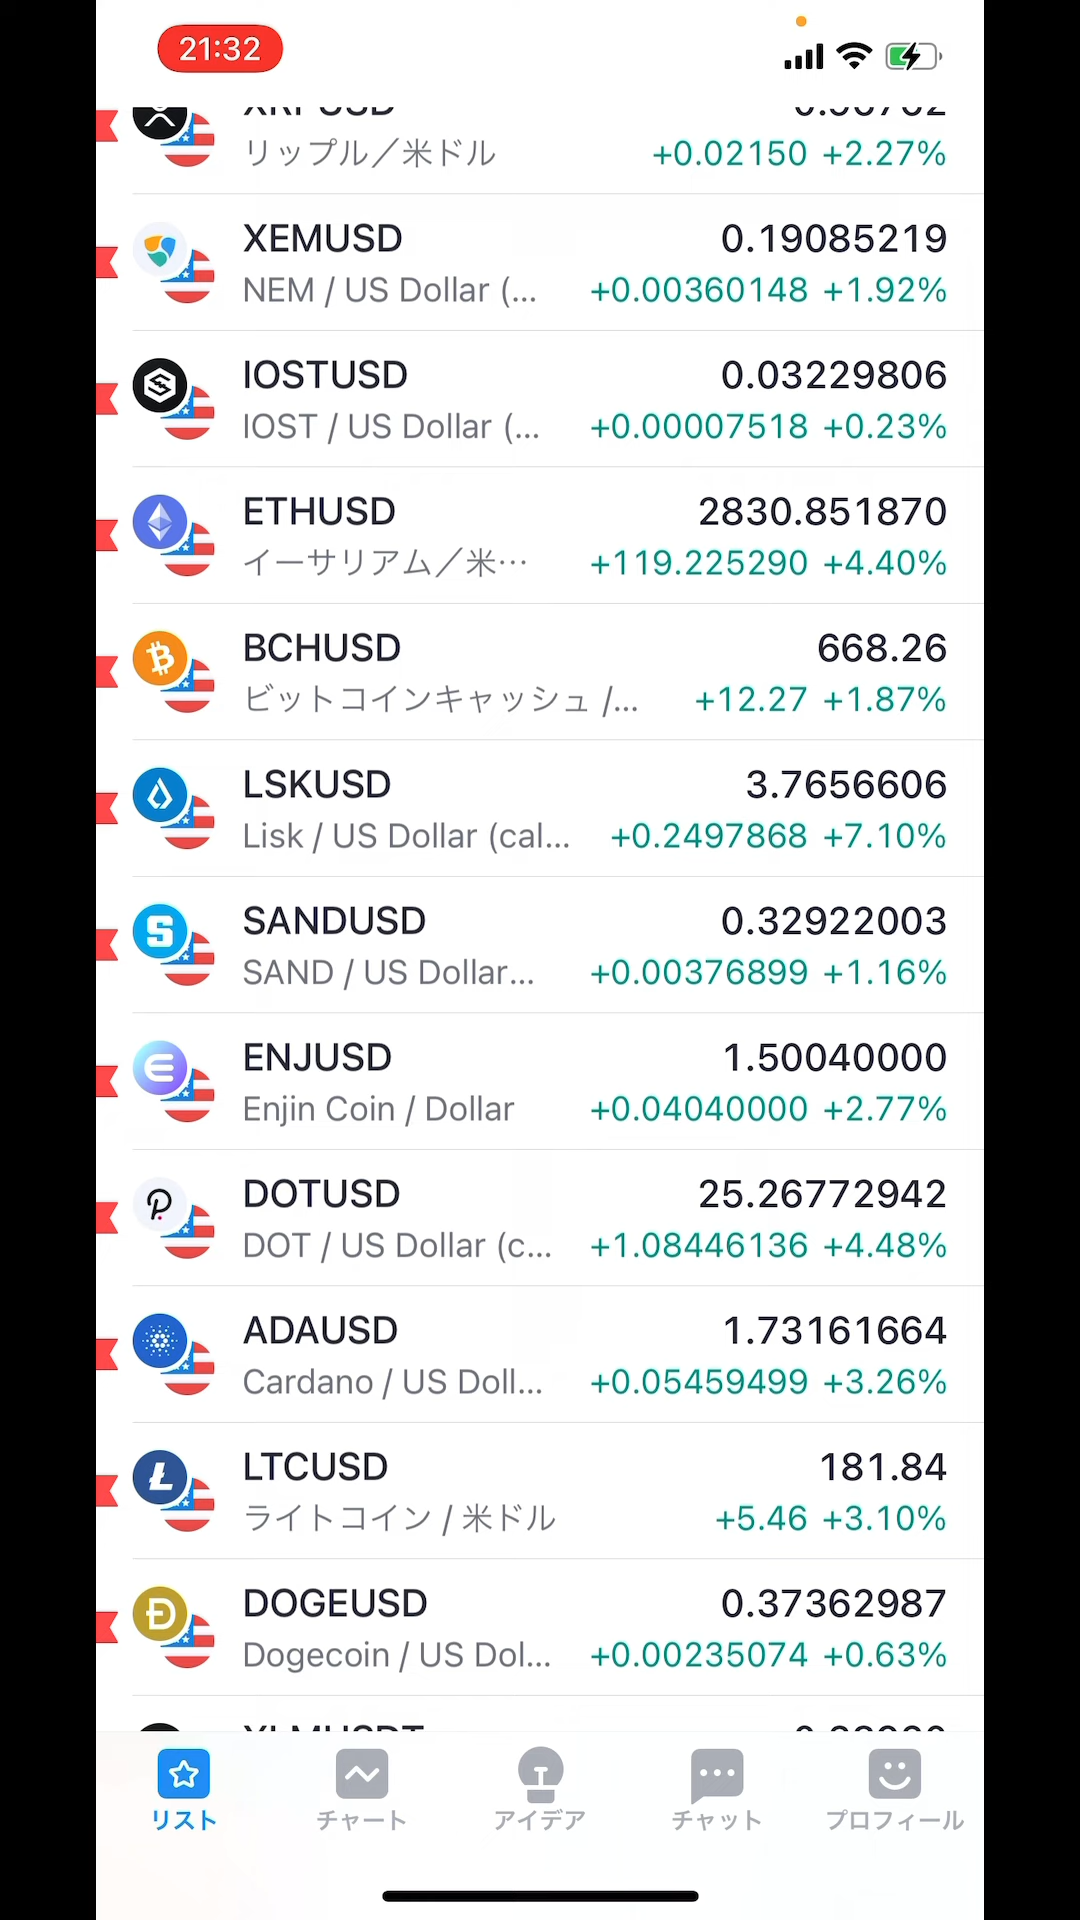 21:32
リップル／米ドル
+0.02150 +2.27%
XEMUSD 0.19085219
NEM / US Dollar (... +0.00360148 +1.92%
IOSTUSD 0.03229806
IOST / US Dollar (... +0.00007518 +0.23%
ETHUSD 2830.851870
イーサリアム／米… +119.225290 +4.40%
BCHUSD 668.26
ビットコインキャッシュ /... +12.27 +1.87%
LSKUSD 3.7656606
Lisk / US Dollar (cal... +0.2497868 +7.10%
SANDUSD 0.32922003
SAND / US Dollar... +0.00376899 +1.16%
ENJUSD 1.50040000
Enjin Coin / Dollar +0.04040000 +2.77%
DOTUSD 25.26772942
DOT / US Dollar (c... +1.08446136 +4.48%
ADAUSD 1.73161664
Cardano / US Doll... +0.05459499 +3.26%
LTCUSD 181.84
ライトコイン / 米ドル +5.46 +3.10%
DOGEUSD 0.37362987
Dogecoin / US Dol... +0.00235074 +0.63%
リスト チャート アイデア チャット プロフィール